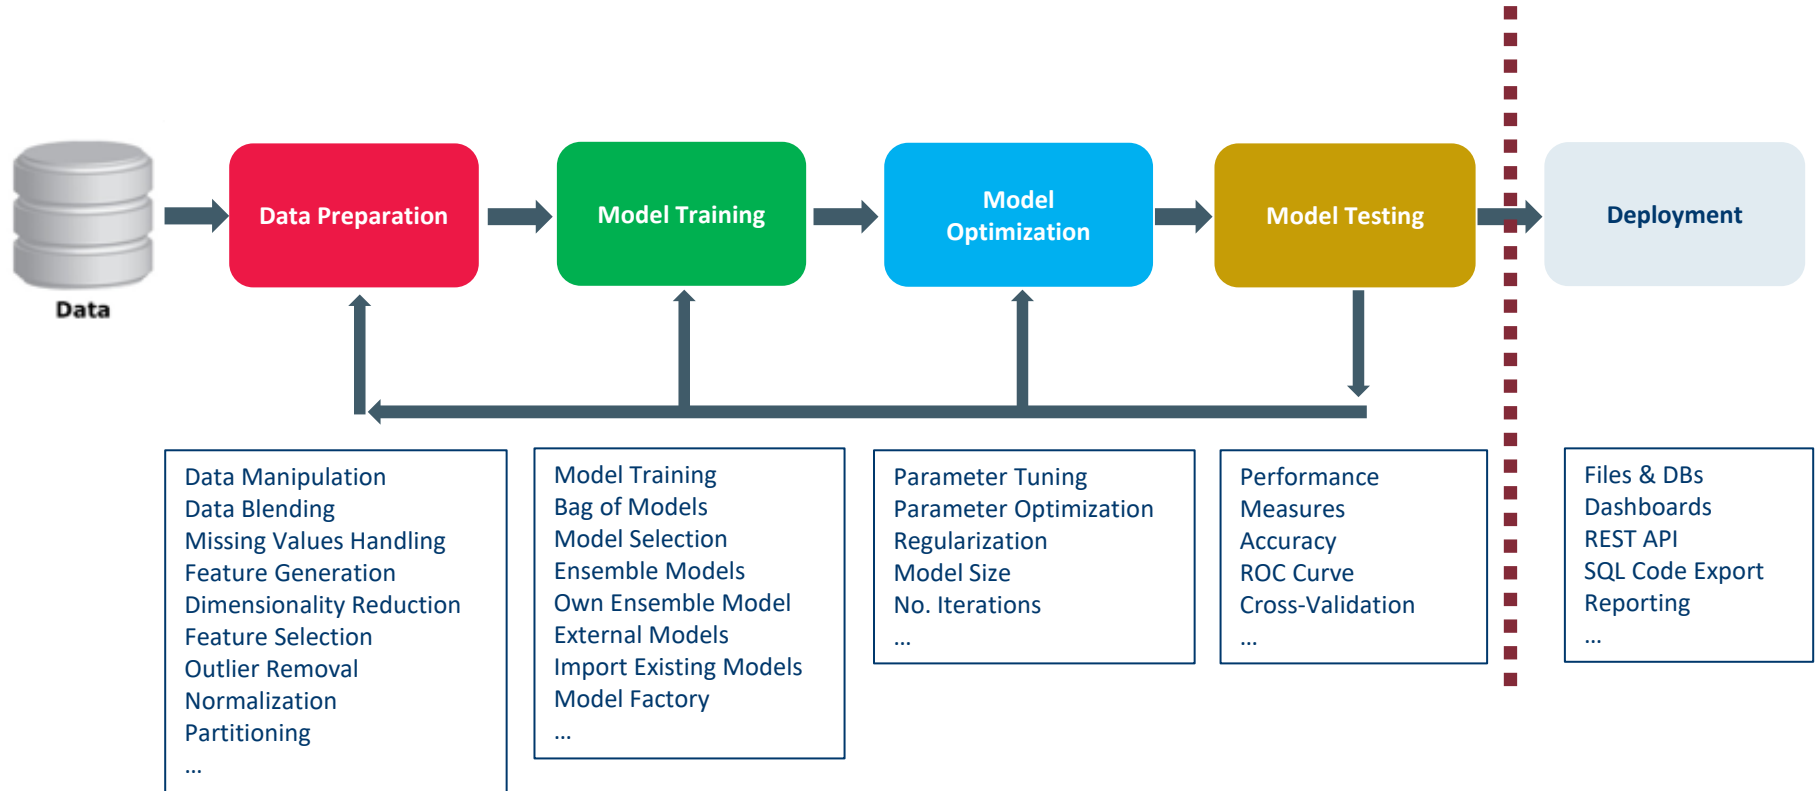 Data
Data Preparation
Model Training
Model
Optimization
Model Testing
Deployment
Data Manipulation
Data Blending
Missing Values Handling
Feature Generation
Dimensionality Reduction
Feature Selection
Outlier Removal
Normalization
Partitioning
...
Model Training
Bag of Models
Model Selection
Ensemble Models
Own Ensemble Model
External Models
Import Existing Models
Model Factory
...
Parameter Tuning
Parameter Optimization
Regularization
Model Size
No. Iterations
...
Performance
Measures
Accuracy
ROC Curve
Cross-Validation
...
Files & DBs
Dashboards
REST API
SQL Code Export
Reporting
...